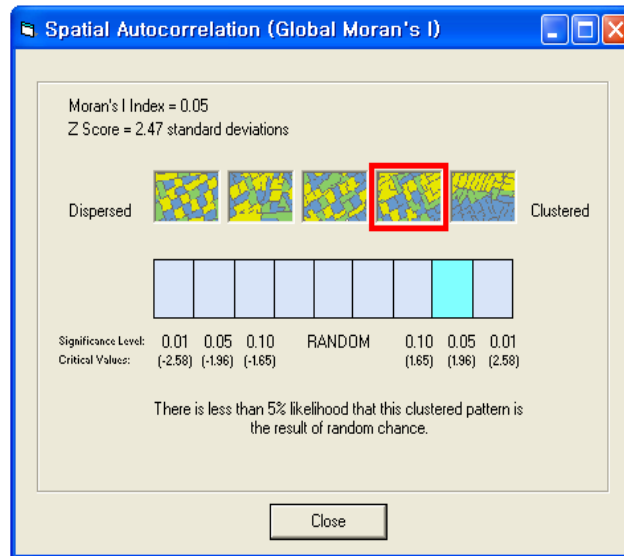 Spatial Autocorrelation (Global Moran's I)
Moran's I Index = 0.05
Z Score = 2.47 standard deviations
Dispersed Clustered
Significance Level: 0.01 0.05 0.10 RANDOM 0.10 0.05 0.01
Critical Values: (-2.58) (-1.96) (-1.65) (1.65) (1.96) (2.58)
There is less than 5% likelihood that this clustered pattern is
the result of random chance.
Close